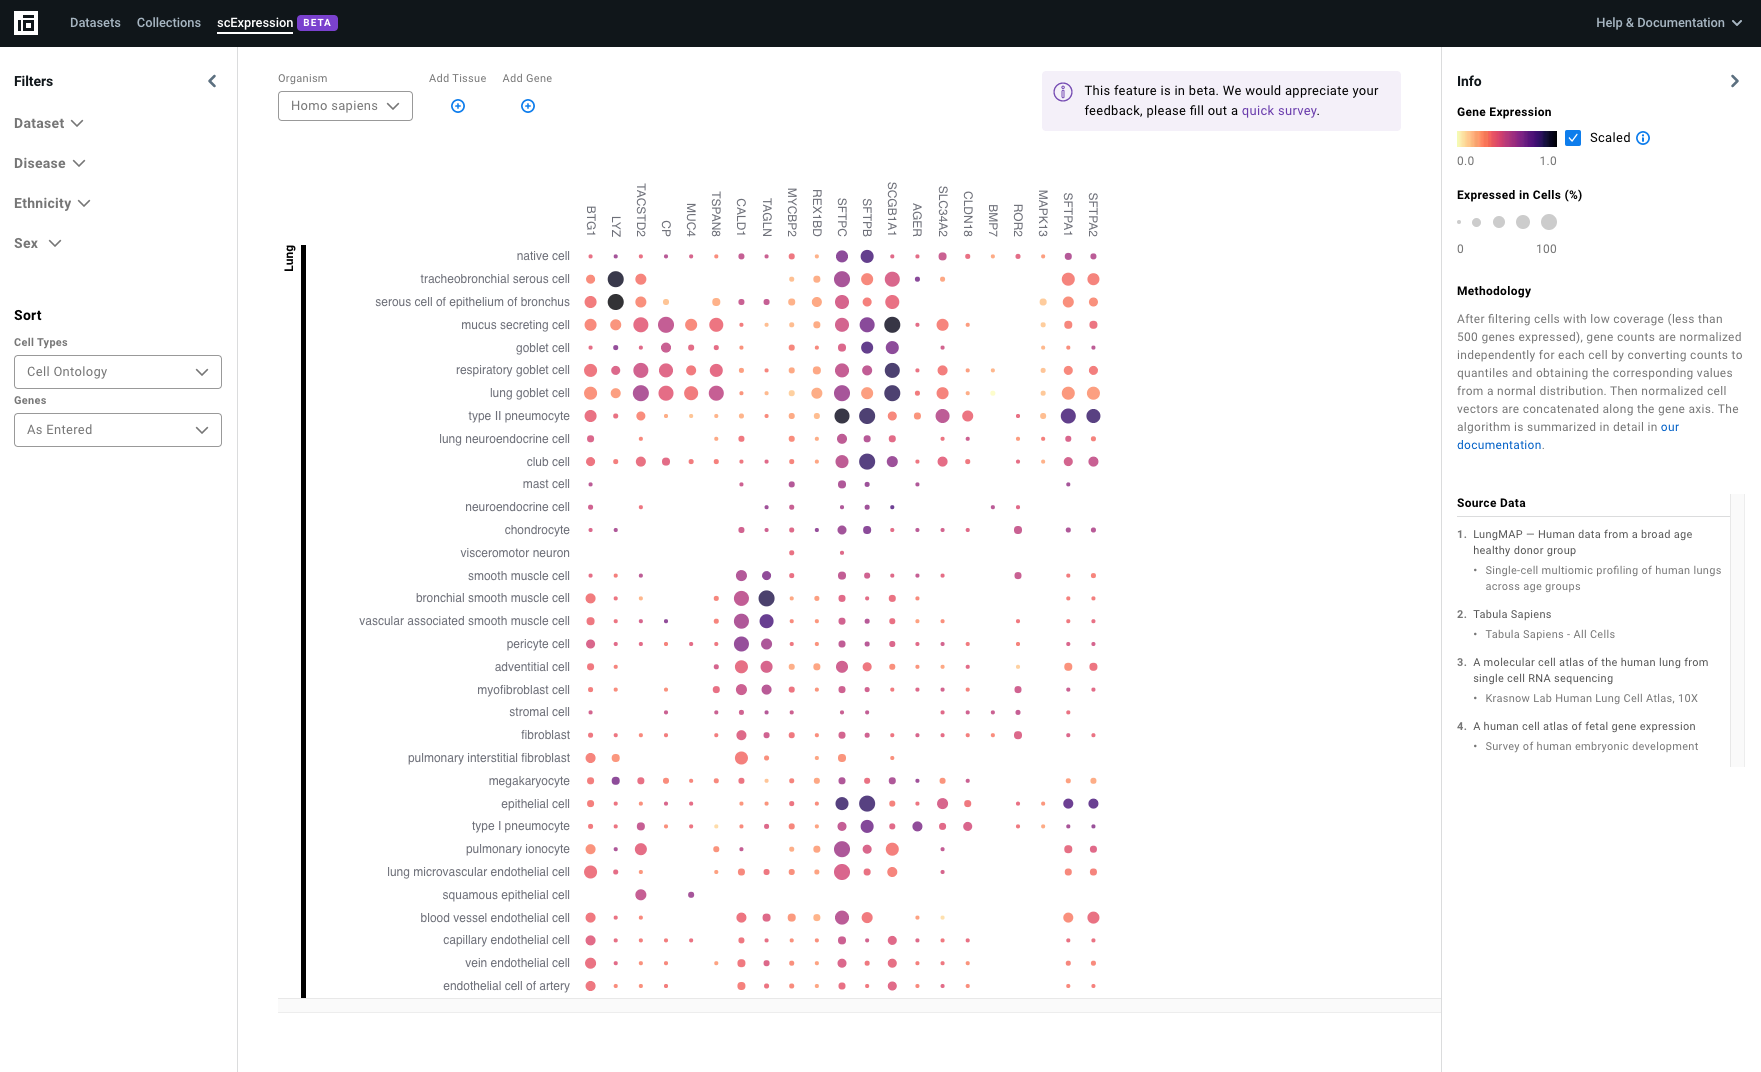 Datasets Collections scExpression BETA Help & Documentation
Filters
Dataset
Disease
Ethnicity
Sex
Sort
Cell Types
Cell Ontology
Genes
As Entered
Organism Add Tissue Add Gene
Homo sapiens
This feature is in beta. We would appreciate your
feedback, please fill out a quick survey.
BTG1 LYZ TACSTD2 CP MUC4 TSPAN8 CALD1 TAGLN MYCBP2 REX1BD SFTPC SFTPB SCGB1A1 AGER SLC34A2 CLDN18 BMP7 ROR2 MAPK13 SFTPA1 SFTPA2
Lung
native cell
tracheobronchial serous cell
serous cell of epithelium of bronchus
mucus secreting cell
goblet cell
respiratory goblet cell
lung goblet cell
type II pneumocyte
lung neuroendocrine cell
club cell
mast cell
neuroendocrine cell
chondrocyte
visceromotor neuron
smooth muscle cell
bronchial smooth muscle cell
vascular associated smooth muscle cell
pericyte cell
adventitial cell
myofibroblast cell
stromal cell
fibroblast
pulmonary interstitial fibroblast
megakaryocyte
epithelial cell
type I pneumocyte
pulmonary ionocyte
lung microvascular endothelial cell
squamous epithelial cell
blood vessel endothelial cell
capillary endothelial cell
vein endothelial cell
endothelial cell of artery
Info
Gene Expression
Scaled
0.0 1.0
Expressed in Cells (%)
0 100
Methodology
After filtering cells with low coverage (less than
500 genes expressed), gene counts are normalized
independently for each cell by converting counts to
quantiles and obtaining the corresponding values
from a normal distribution. Then normalized cell
vectors are concatenated along the gene axis. The
algorithm is summarized in detail in our
documentation.
Source Data
1. LungMAP — Human data from a broad age
healthy donor group
• Single-cell multiomic profiling of human lungs
across age groups
2. Tabula Sapiens
• Tabula Sapiens - All Cells
3. A molecular cell atlas of the human lung from
single cell RNA sequencing
• Krasnow Lab Human Lung Cell Atlas, 10X
4. A human cell atlas of fetal gene expression
• Survey of human embryonic development